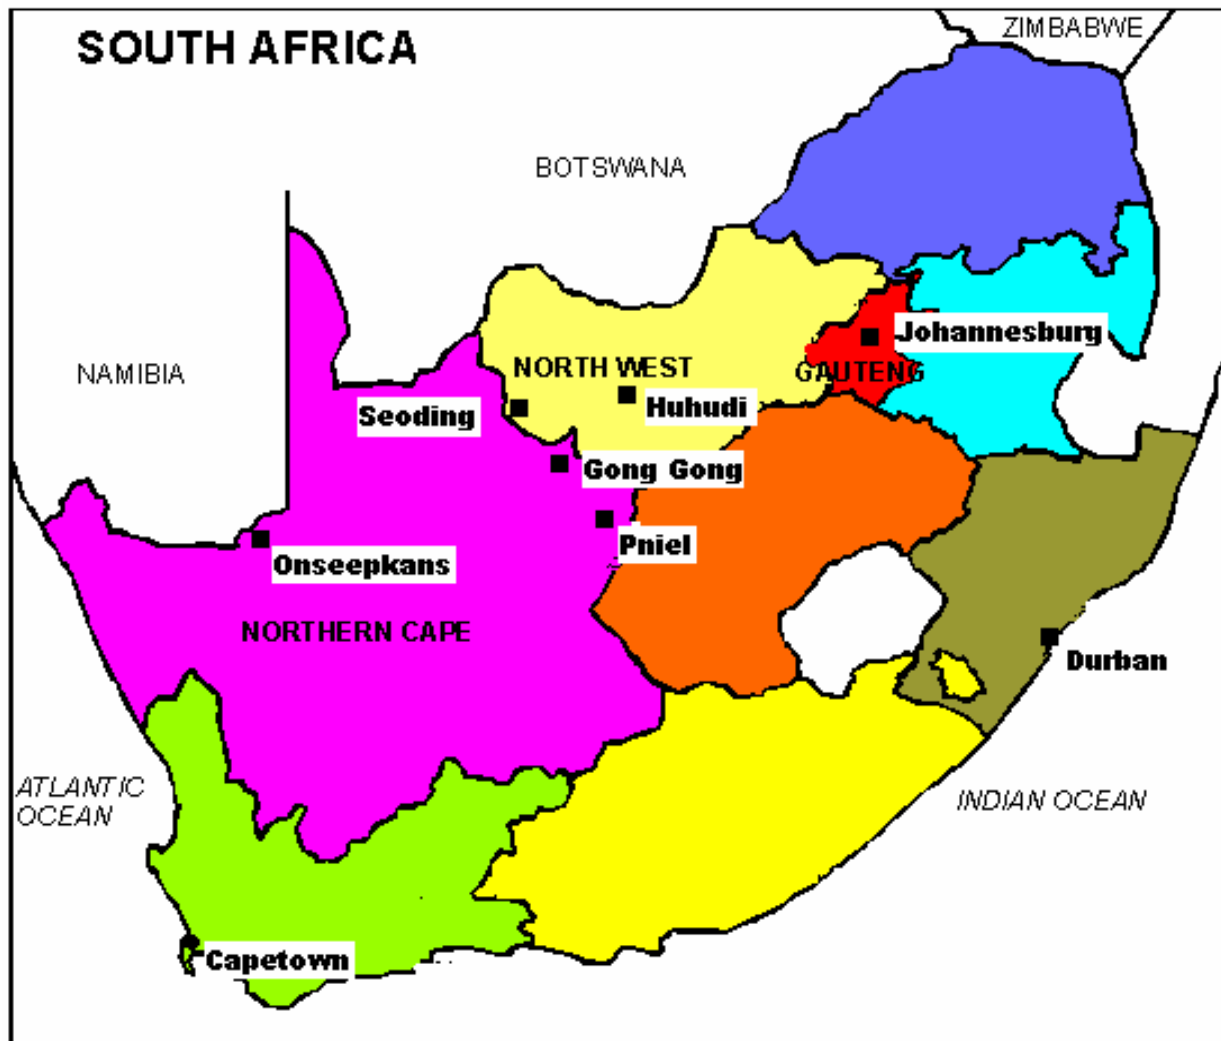 ZIMBABWE
SOUTH AFRICA
BOTSWANA
Johannesburg
NORTH WEST
GAUTENG
NAMIBIA
Huhudi
Seoding
Gong Gong
Pniel
Onseepkans
NORTHERN CAPE
Durban
ATLANTIC
OCEAN
INDIAN OCEAN
Capetown